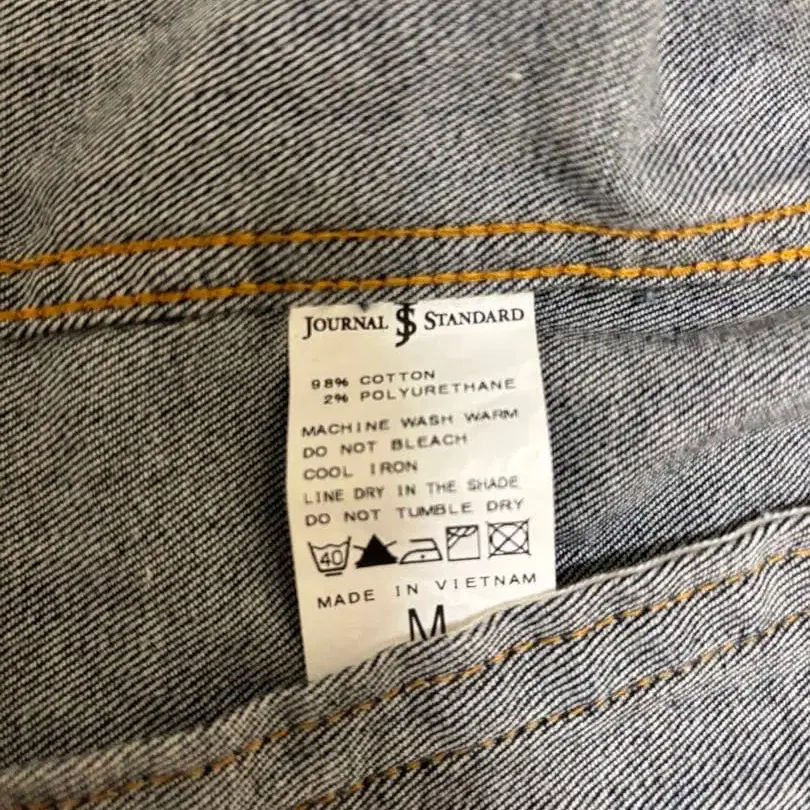 JOURNAL JS STANDARD
98% COTTON
2% POLYURETHANE
MACHINE WASH WARM
DO NOT BLEACH
COOL IRON
LINE DRY IN THE SHADE
DO NOT TUMBLE DRY
40
MADE IN VIETNAM
M